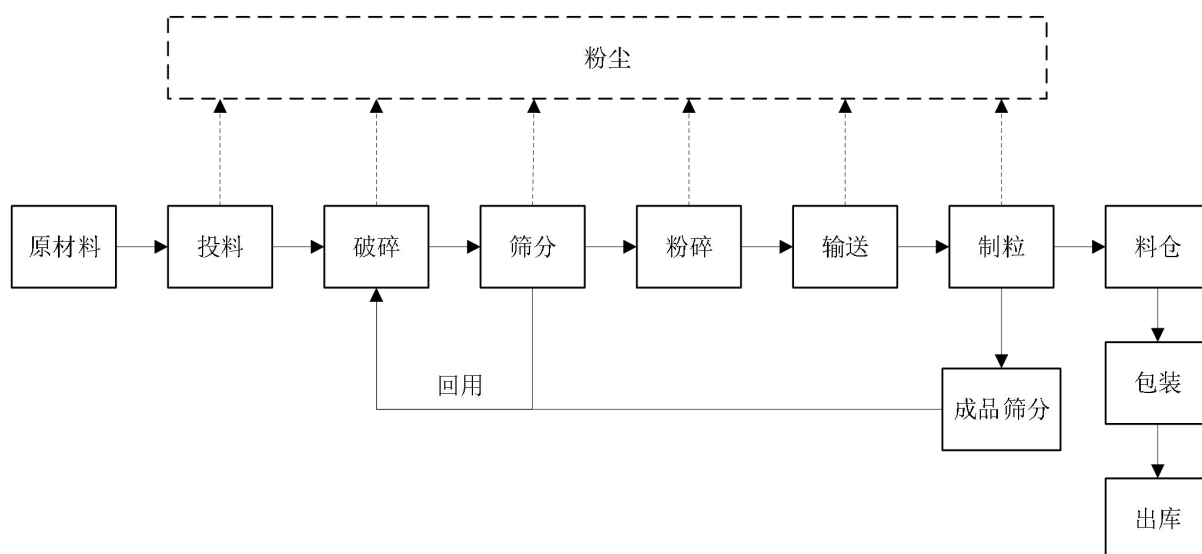 粉尘
原材料
投料
破碎
筛分
粉碎
输送
制粒
料仓
回用
成品筛分
包装
出库